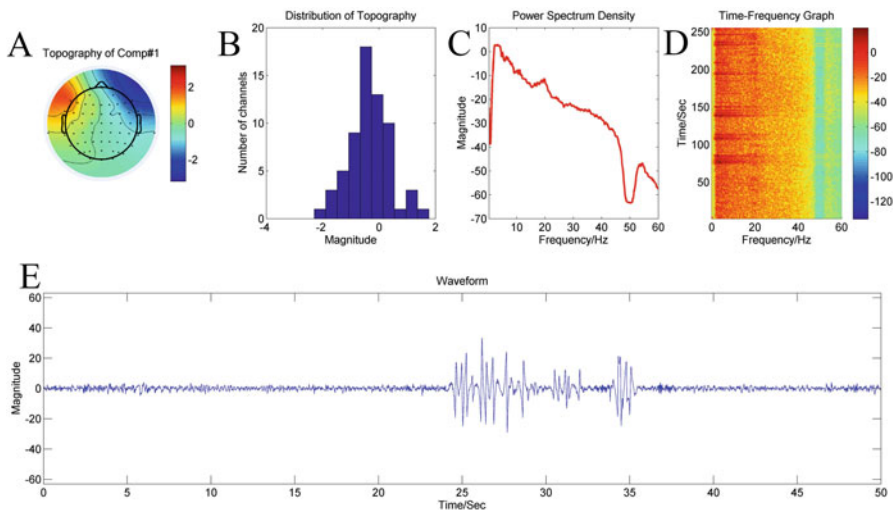 A
Topography of Comp#1
2
0
-2
B
Distribution of Topography
Number of channels
20
15
10
5
0
-4 -2 0 2
Magnitude
C
Power Spectrum Density
Magnitude
10
0
-10
-20
-30
-40
-50
-60
-70
10 20 30 40 50 60
Frequency/Hz
D
Time-Frequency Graph
Time/Sec
250
200
150
100
50
0 20 40 60
Frequency/Hz
0
-20
-40
-60
-80
-100
-120
E
Waveform
Magnitude
60
40
20
0
-20
-40
-60
0 5 10 15 20 25 30 35 40 45 50
Time/Sec